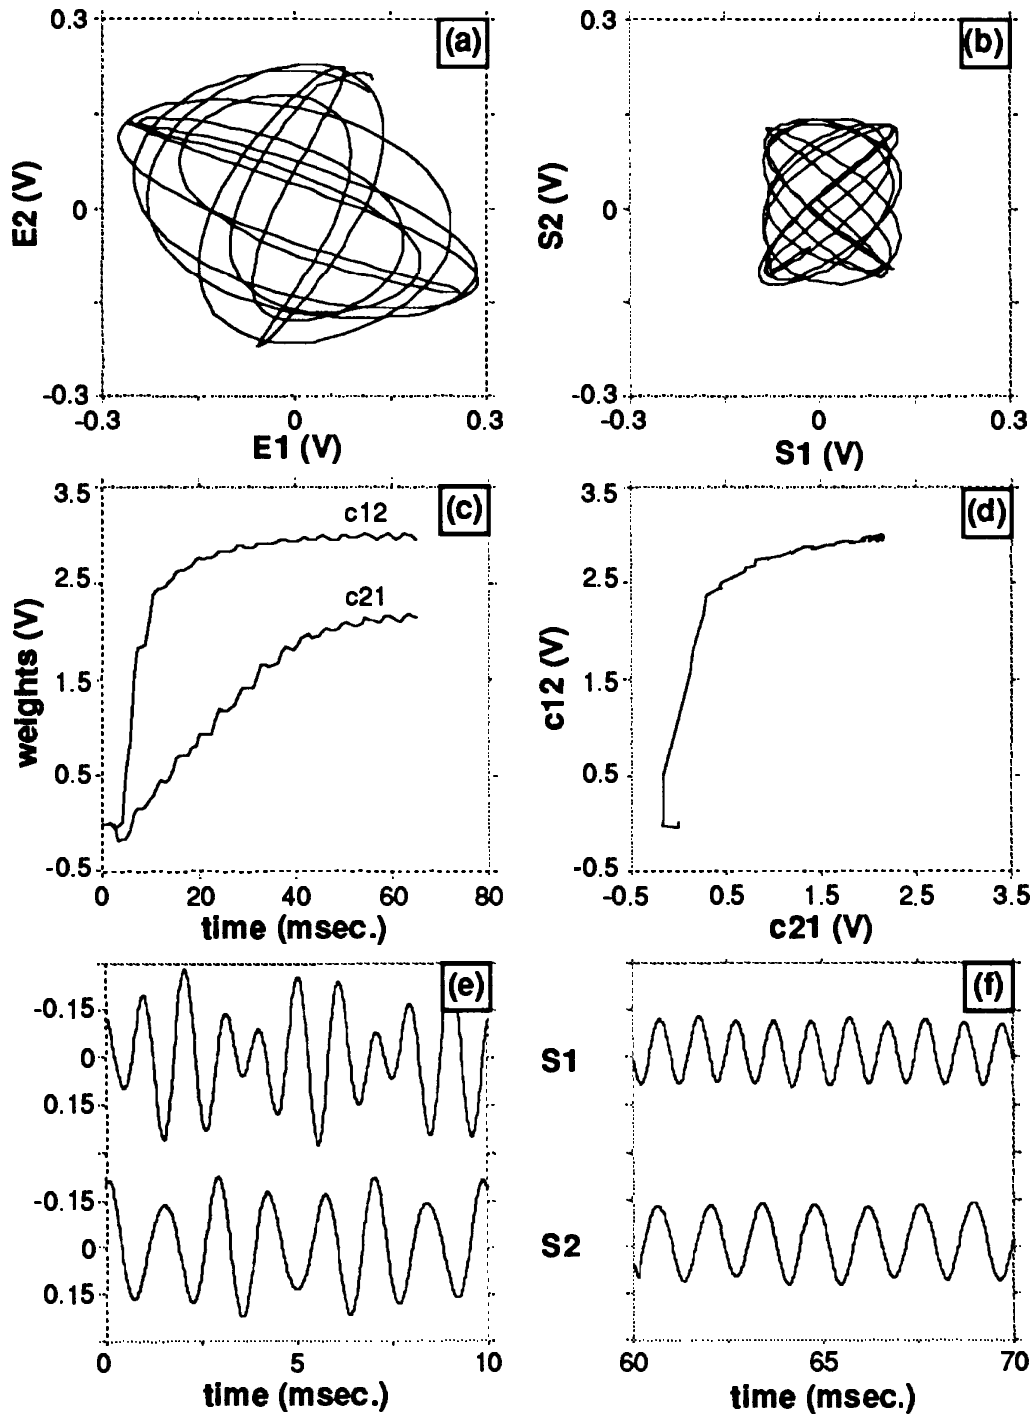 0.3
(a)
E2 (V)
0
-0.3
-0.3
0
0.3
E1 (V)
0.3
(b)
S2 (V)
0
-0.3
-0.3
0
0.3
S1 (V)
3.5
(c)
c12
2.5
c21
weights (V)
1.5
0.5
-0.5
0
20
40
60
80
time (msec.)
3.5
(d)
2.5
c12 (V)
1.5
0.5
-0.5
-0.5
0.5
1.5
2.5
3.5
c21 (V)
(e)
-0.15
0
0.15
-0.15
0
0.15
0
5
10
time (msec.)
(f)
S1
S2
60
65
70
time (msec.)